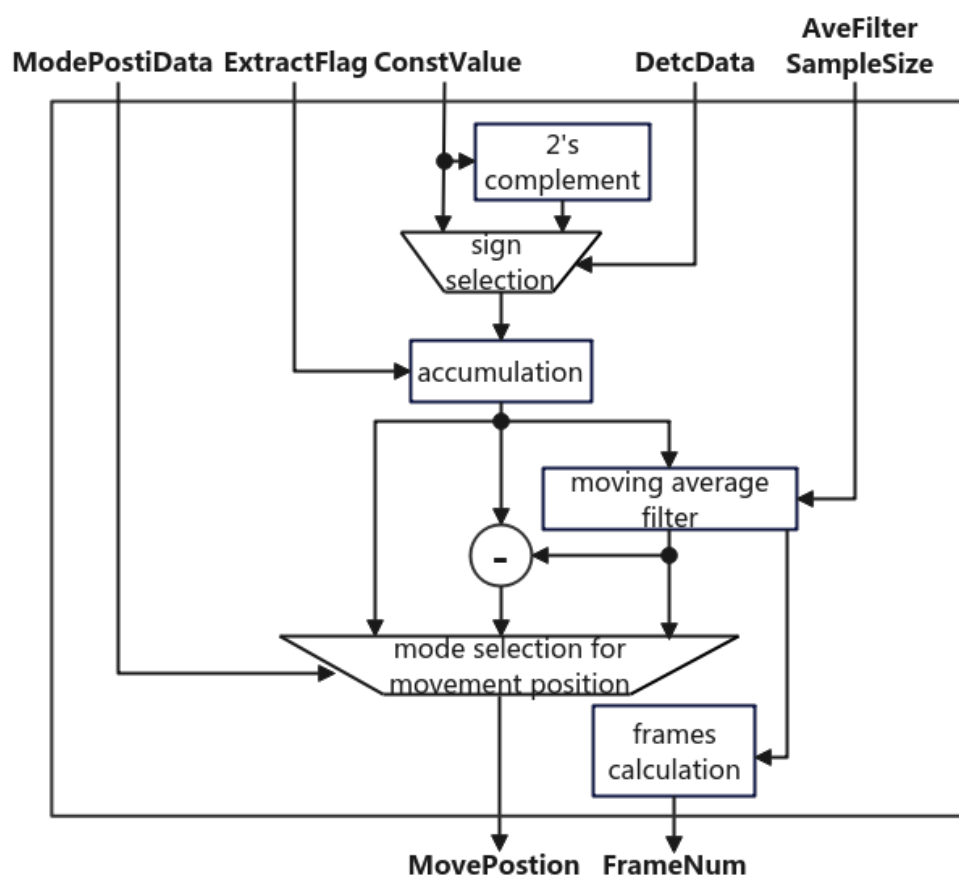 ModePostiData ExtractFlag ConstValue DetcData AveFilter
SampleSize
2's
complement
sign
selection
accumulation
moving average
filter
-
mode selection for
movement position
frames
calculation
MovePostion FrameNum